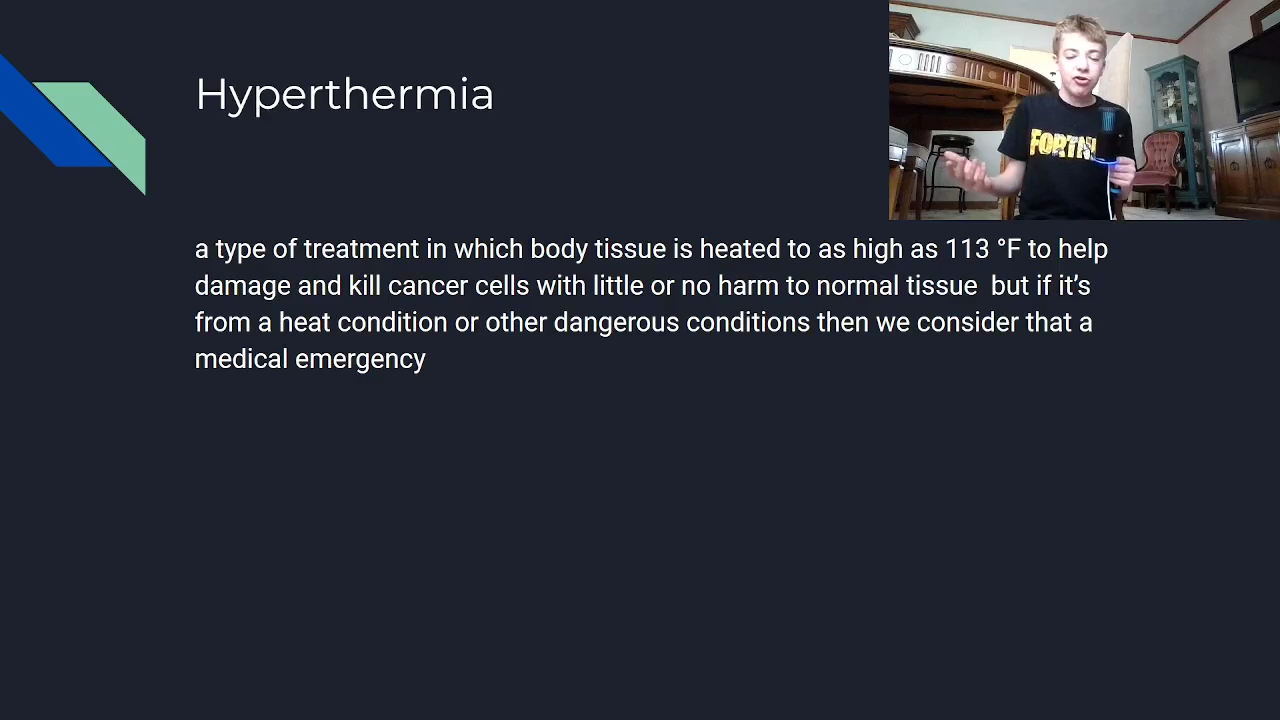 Hyperthermia
FORTNI
a type of treatment in which body tissue is heated to as high as 113 °F to help
damage and kill cancer cells with little or no harm to normal tissue  but if it’s
from a heat condition or other dangerous conditions then we consider that a
medical emergency